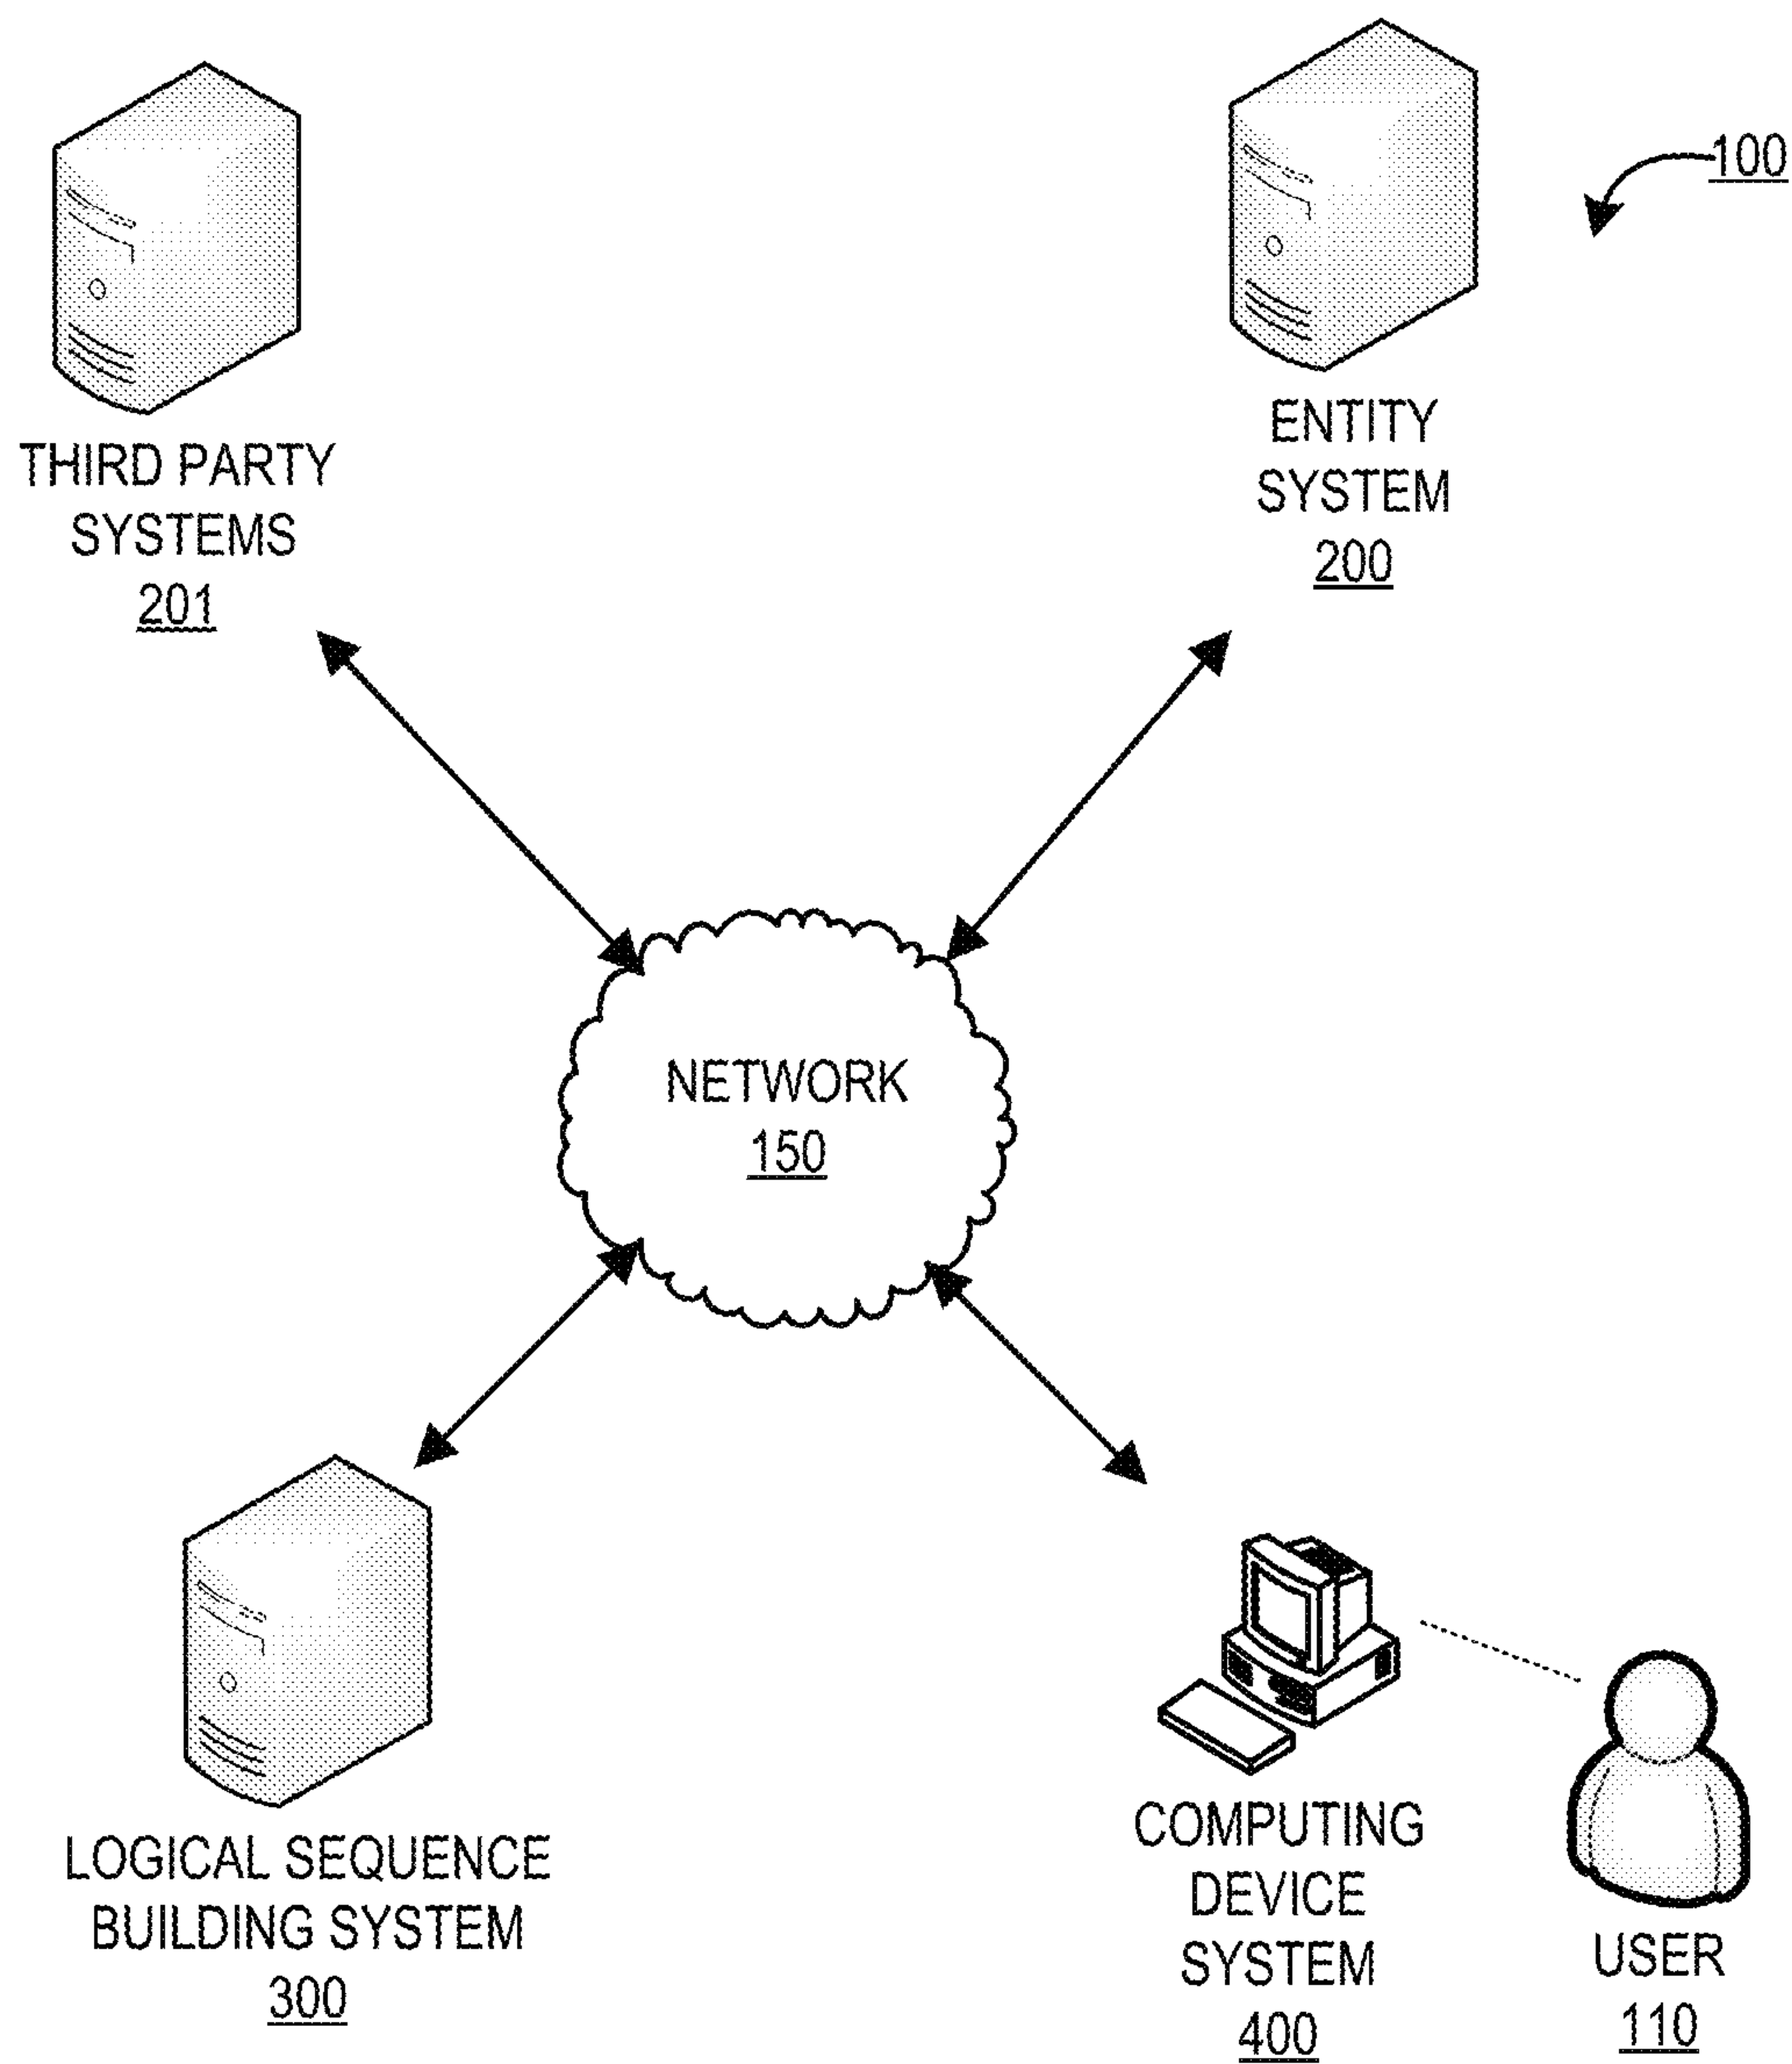 100
THIRD PARTY
SYSTEMS
201
ENTITY
SYSTEM
200
NETWORK
150
LOGICAL SEQUENCE
BUILDING SYSTEM
300
COMPUTING
DEVICE
SYSTEM
400
USER
110